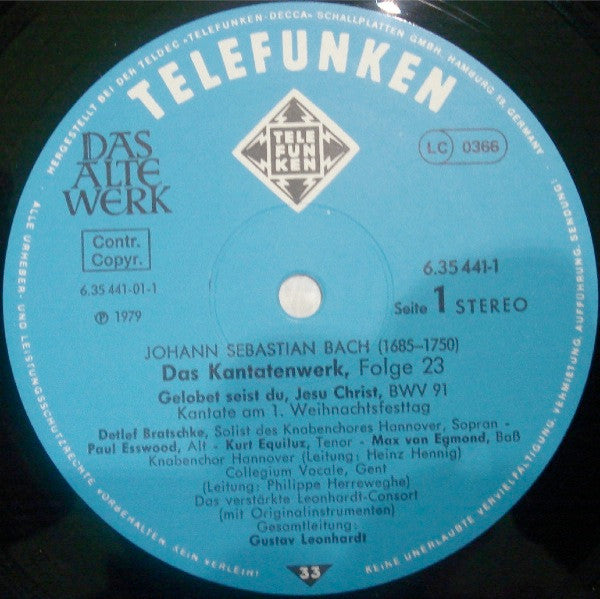 HERGESTELLT BEI DER TELDEC »TELEFUNKEN-DECCA« SCHALLPLATTEN GMBH, HAMBURG 19, GERMANY
TELEFUNKEN
TELE
FUN
KEN
DAS
ALTE
WERK
LC 0366
Contr.
Copyr.
6.35 441-01-1
℗ 1979
6.35 441-1
Seite 1 STEREO
JOHANN SEBASTIAN BACH (1685–1750)
Das Kantatenwerk, Folge 23
Gelobet seist du, Jesu Christ, BWV 91
Kantate am 1. Weihnachtsfesttag
Detlef Bratschke, Solist des Knabenchores Hannover, Sopran -
Paul Esswood, Alt - Kurt Equiluz, Tenor - Max van Egmond, Baß
Knabenchor Hannover (Leitung: Heinz Hennig)
Collegium Vocale, Gent
(Leitung: Philippe Herreweghe)
Das verstärkte Leonhardt-Consort
(mit Originalinstrumenten)
Gesamtleitung:
Gustav Leonhardt
33
ALLE URHEBER- UND LEISTUNGSSCHUTZRECHTE VORBEHALTEN. KEIN VERLEIH!
KEINE UNERLAUBTE VERVIELFÄLTIGUNG, VERMIETUNG, AUFFÜHRUNG, SENDUNG!